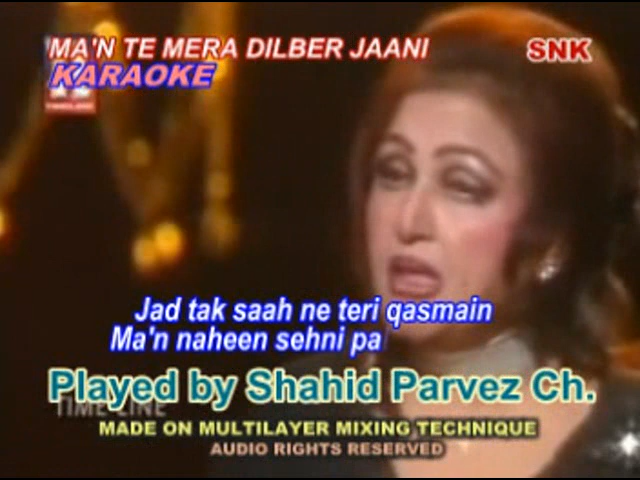 MA'N TE MERA DILBER JAANI
SNK
KARAOKE
Jad tak saah ne teri qasmain
Ma'n naheen sehni pa
Played by Shahid Parvez Ch.
TIME LINE
MADE ON MULTILAYER MIXING TECHNIQUE
AUDIO RIGHTS RESERVED